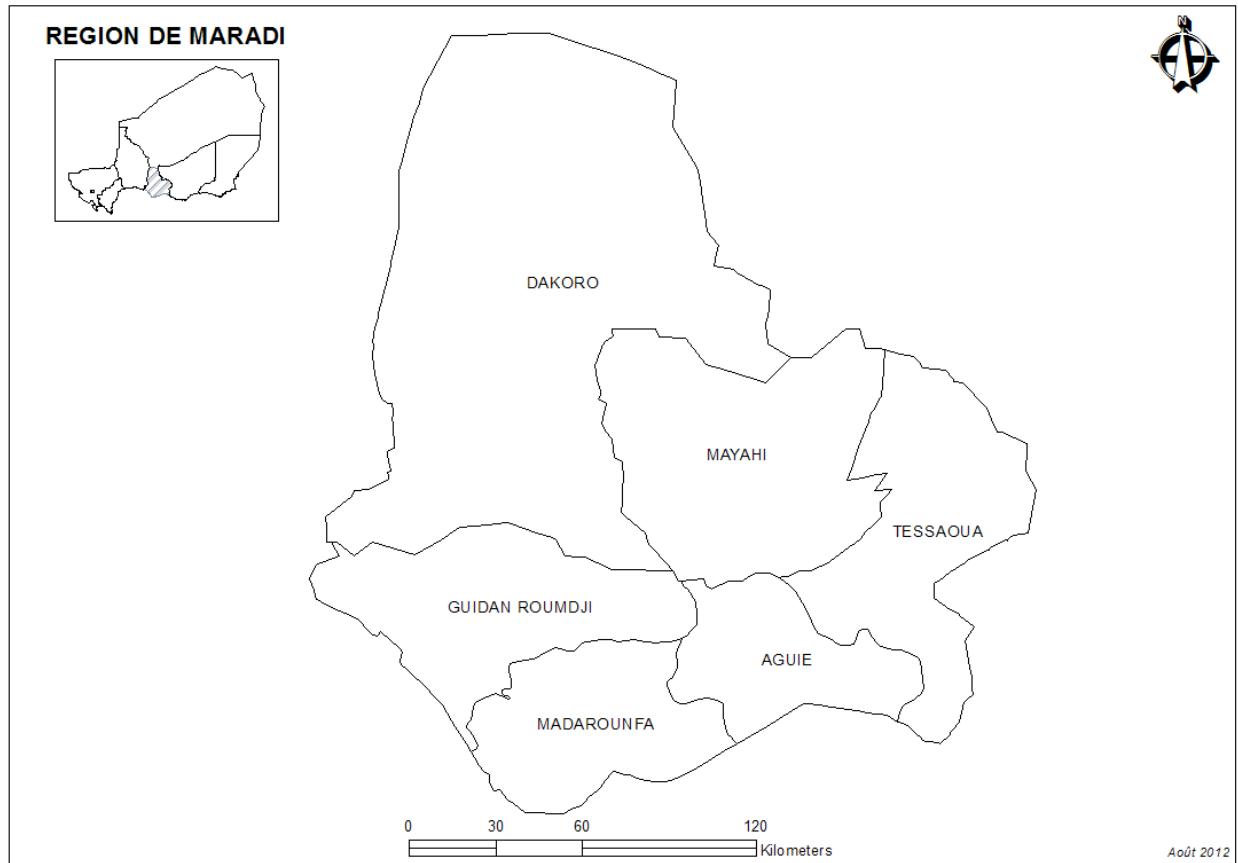 REGION DE MARADI
N
DAKORO
MAYAHI
TESSAOUA
GUIDAN ROUMDJI
AGUIE
MADAROUNFA
0 30 60 120
Kilometers
Août 2012